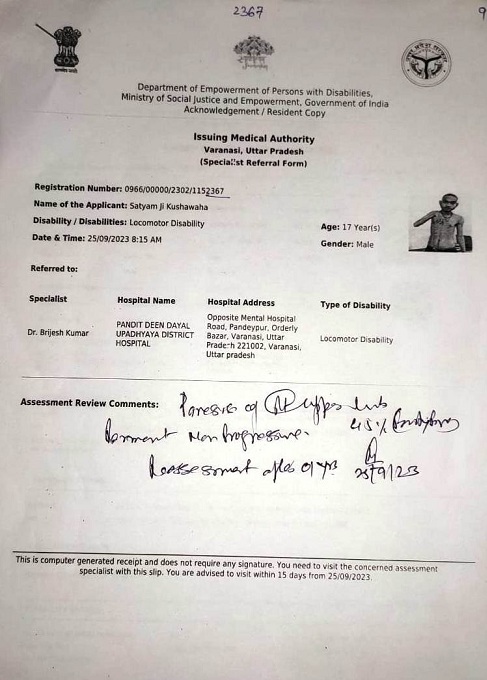 2367
9
Department of Empowerment of Persons with Disabilities,
Ministry of Social Justice and Empowerment, Government of India
Acknowledgement / Resident Copy
Issuing Medical Authority
Varanasi, Uttar Pradesh
(Specialist Referral Form)
Registration Number: 0966/00000/2302/1152367
Name of the Applicant: Satyam Ji Kushawaha
Disability / Disabilities: Locomotor Disability
Age: 17 Year(s)
Date & Time: 25/09/2023 8:15 AM
Gender: Male
Referred to:
Specialist Hospital Name Hospital Address Type of Disability
Dr. Brijesh Kumar
PANDIT DEEN DAYAL
UPADHYAYA DISTRICT
HOSPITAL
Opposite Mental Hospital
Road, Pandeypur, Orderly
Bazar, Varanasi, Uttar
Pradesh 221002, Varanasi,
Uttar pradesh
Locomotor Disability
Assessment Review Comments: Paresis of upper limb
45%
Non Progressive.
Reassessment after yrs
25/9/23
This is computer generated receipt and does not require any signature. You need to visit the concerned assessment
specialist with this slip. You are advised to visit within 15 days from 25/09/2023.